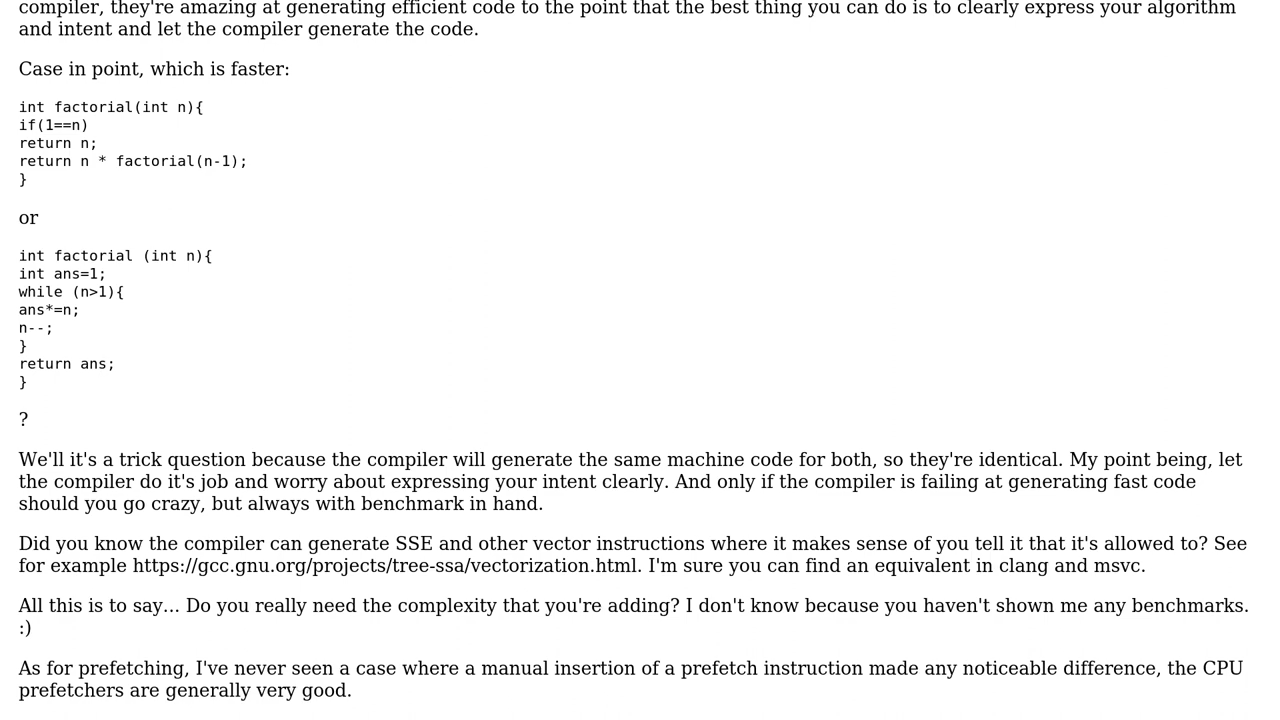 compiler, they're amazing at generating efficient code to the point that the best thing you can do is to clearly express your algorithm
and intent and let the compiler generate the code.
Case in point, which is faster:
int factorial(int n){
if(1==n)
return n;
return n * factorial(n-1);
}
or
int factorial (int n){
int ans=1;
while (n>1){
ans*=n;
n--;
}
return ans;
}
?
We'll it's a trick question because the compiler will generate the same machine code for both, so they're identical. My point being, let
the compiler do it's job and worry about expressing your intent clearly. And only if the compiler is failing at generating fast code
should you go crazy, but always with benchmark in hand.
Did you know the compiler can generate SSE and other vector instructions where it makes sense of you tell it that it's allowed to? See
for example https://gcc.gnu.org/projects/tree-ssa/vectorization.html. I'm sure you can find an equivalent in clang and msvc.
All this is to say... Do you really need the complexity that you're adding? I don't know because you haven't shown me any benchmarks.
:)
As for prefetching, I've never seen a case where a manual insertion of a prefetch instruction made any noticeable difference, the CPU
prefetchers are generally very good.